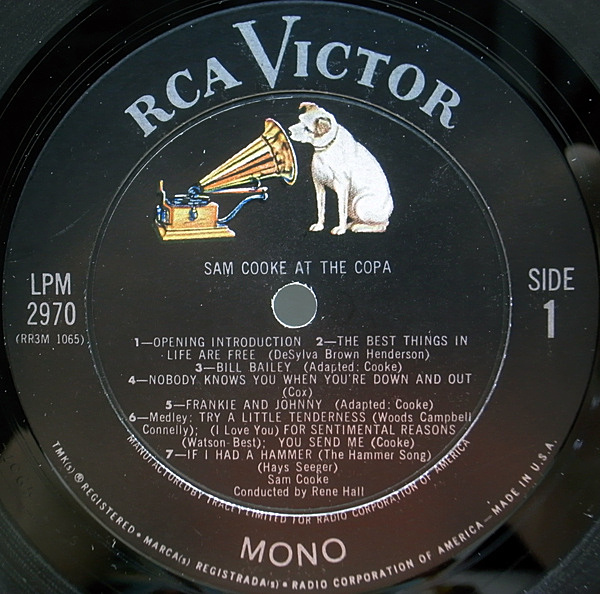 RCA VICTOR
SAM COOKE AT THE COPA
LPM
2970
(RR3M 1065)
SIDE
1
1—OPENING INTRODUCTION 2—THE BEST THINGS IN
LIFE ARE FREE (DeSylva Brown Henderson)
3—BILL BAILEY (Adapted: Cooke)
4—NOBODY KNOWS YOU WHEN YOU'RE DOWN AND OUT
(Cox)
5—FRANKIE AND JOHNNY (Adapted: Cooke)
6—Medley: TRY A LITTLE TENDERNESS (Woods Campbell
Connelly); (I Love You) FOR SENTIMENTAL REASONS
(Watson-Best); YOU SEND ME (Cooke)
7—IF I HAD A HAMMER (The Hammer Song)
(Hays Seeger)
Sam Cooke
Conducted by Rene Hall
MANUFACTURED BY TRACEY LIMITED FOR RADIO CORPORATION OF AMERICA
MONO
TMK(s) ® REGISTERED • MARCA(s) REGISTRADA(s) • RADIO CORPORATION OF AMERICA—MADE IN U.S.A.